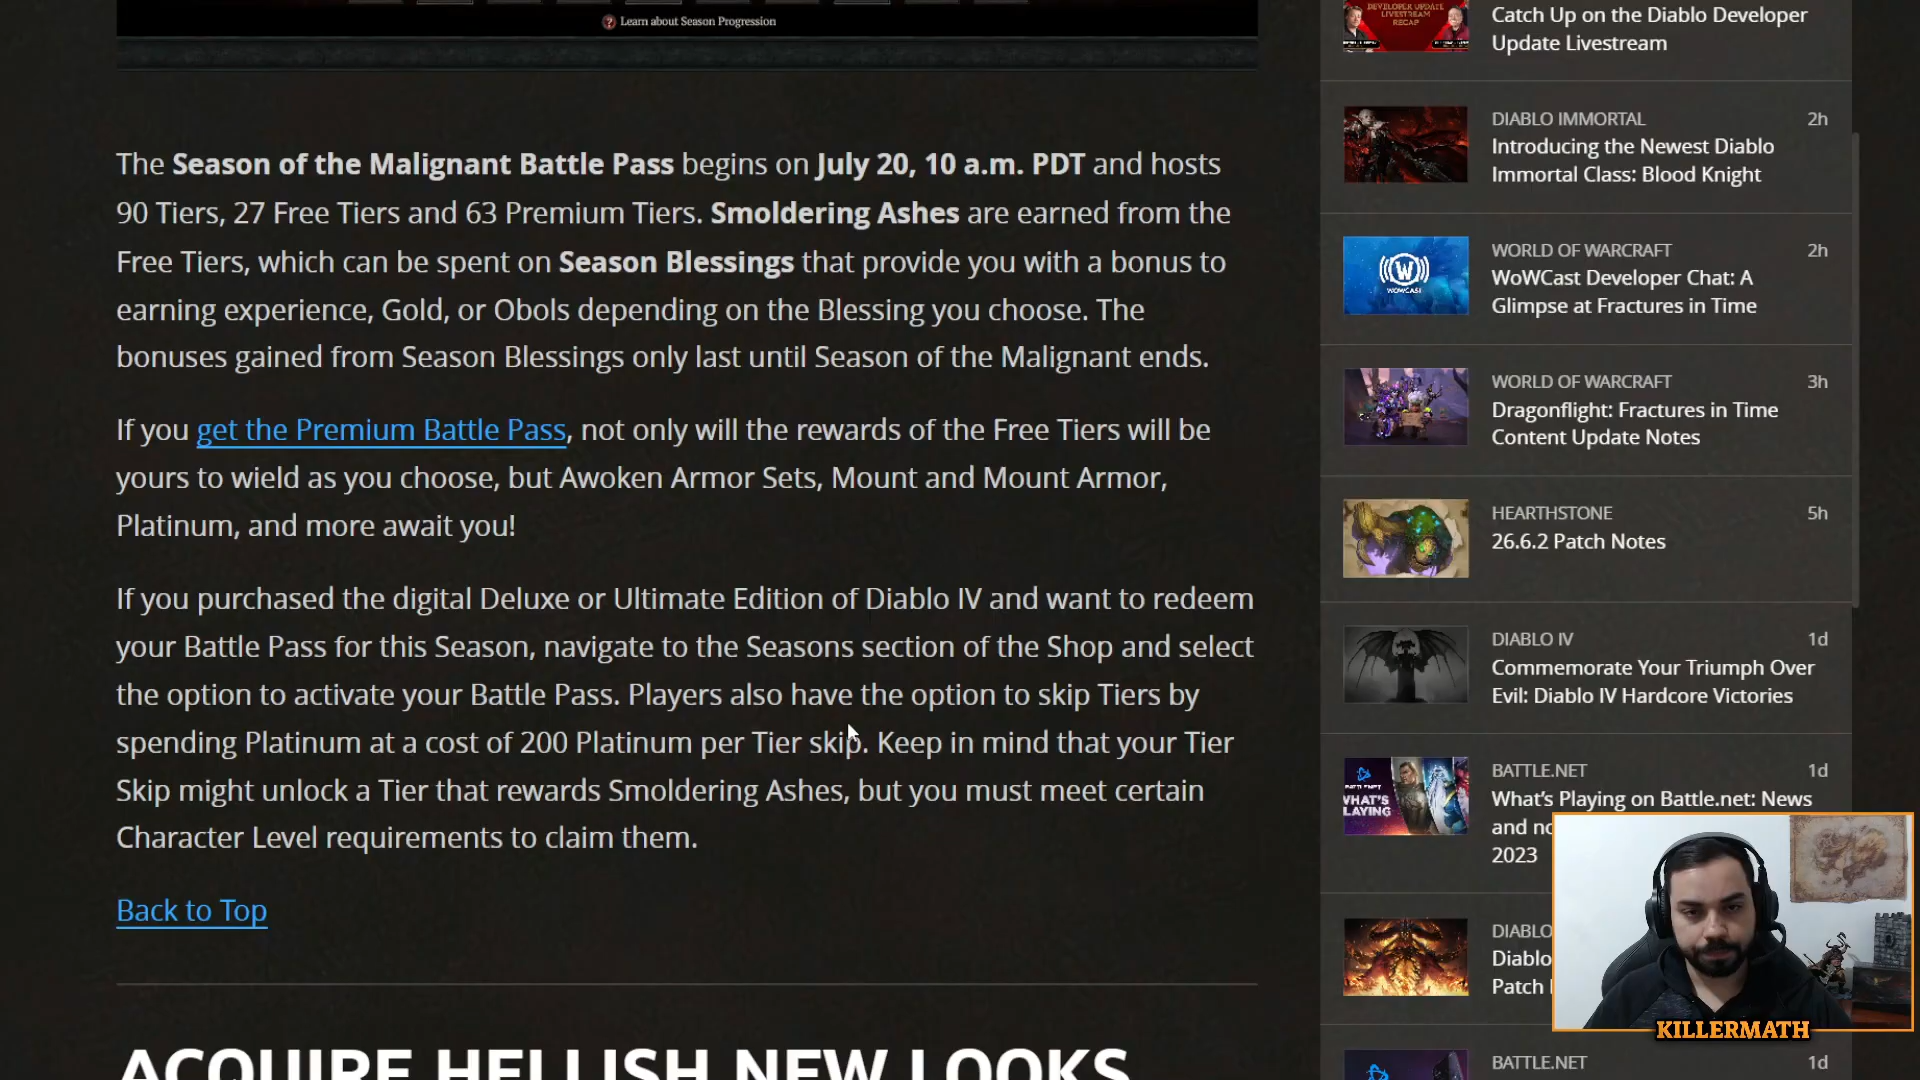 Learn about Season Progression
The Season of the Malignant Battle Pass begins on July 20, 10 a.m. PDT and hosts
90 Tiers, 27 Free Tiers and 63 Premium Tiers. Smoldering Ashes are earned from the
Free Tiers, which can be spent on Season Blessings that provide you with a bonus to
earning experience, Gold, or Obols depending on the Blessing you choose. The
bonuses gained from Season Blessings only last until Season of the Malignant ends.
If you get the Premium Battle Pass, not only will the rewards of the Free Tiers will be
yours to wield as you choose, but Awoken Armor Sets, Mount and Mount Armor,
Platinum, and more await you!
If you purchased the digital Deluxe or Ultimate Edition of Diablo IV and want to redeem
your Battle Pass for this Season, navigate to the Seasons section of the Shop and select
the option to activate your Battle Pass. Players also have the option to skip Tiers by
spending Platinum at a cost of 200 Platinum per Tier skip. Keep in mind that your Tier
Skip might unlock a Tier that rewards Smoldering Ashes, but you must meet certain
Character Level requirements to claim them.
Back to Top
ACQUIRE HELLISH NEW LOOKS
DEVELOPER UPDATE
LIVESTREAM
RECAP
Catch Up on the Diablo Developer
Update Livestream
DIABLO IMMORTAL 2h
Introducing the Newest Diablo
Immortal Class: Blood Knight
WOWCAST
WORLD OF WARCRAFT 2h
WoWCast Developer Chat: A
Glimpse at Fractures in Time
WORLD OF WARCRAFT 3h
Dragonflight: Fractures in Time
Content Update Notes
HEARTHSTONE 5h
26.6.2 Patch Notes
DIABLO IV 1d
Commemorate Your Triumph Over
Evil: Diablo IV Hardcore Victories
WHAT'S
BATTLE.NET 1d
What's Playing on Battle.net: News
and
2023
DIABLO
Diablo
Patch
KILLERMATH
BATTLE.NET 1d